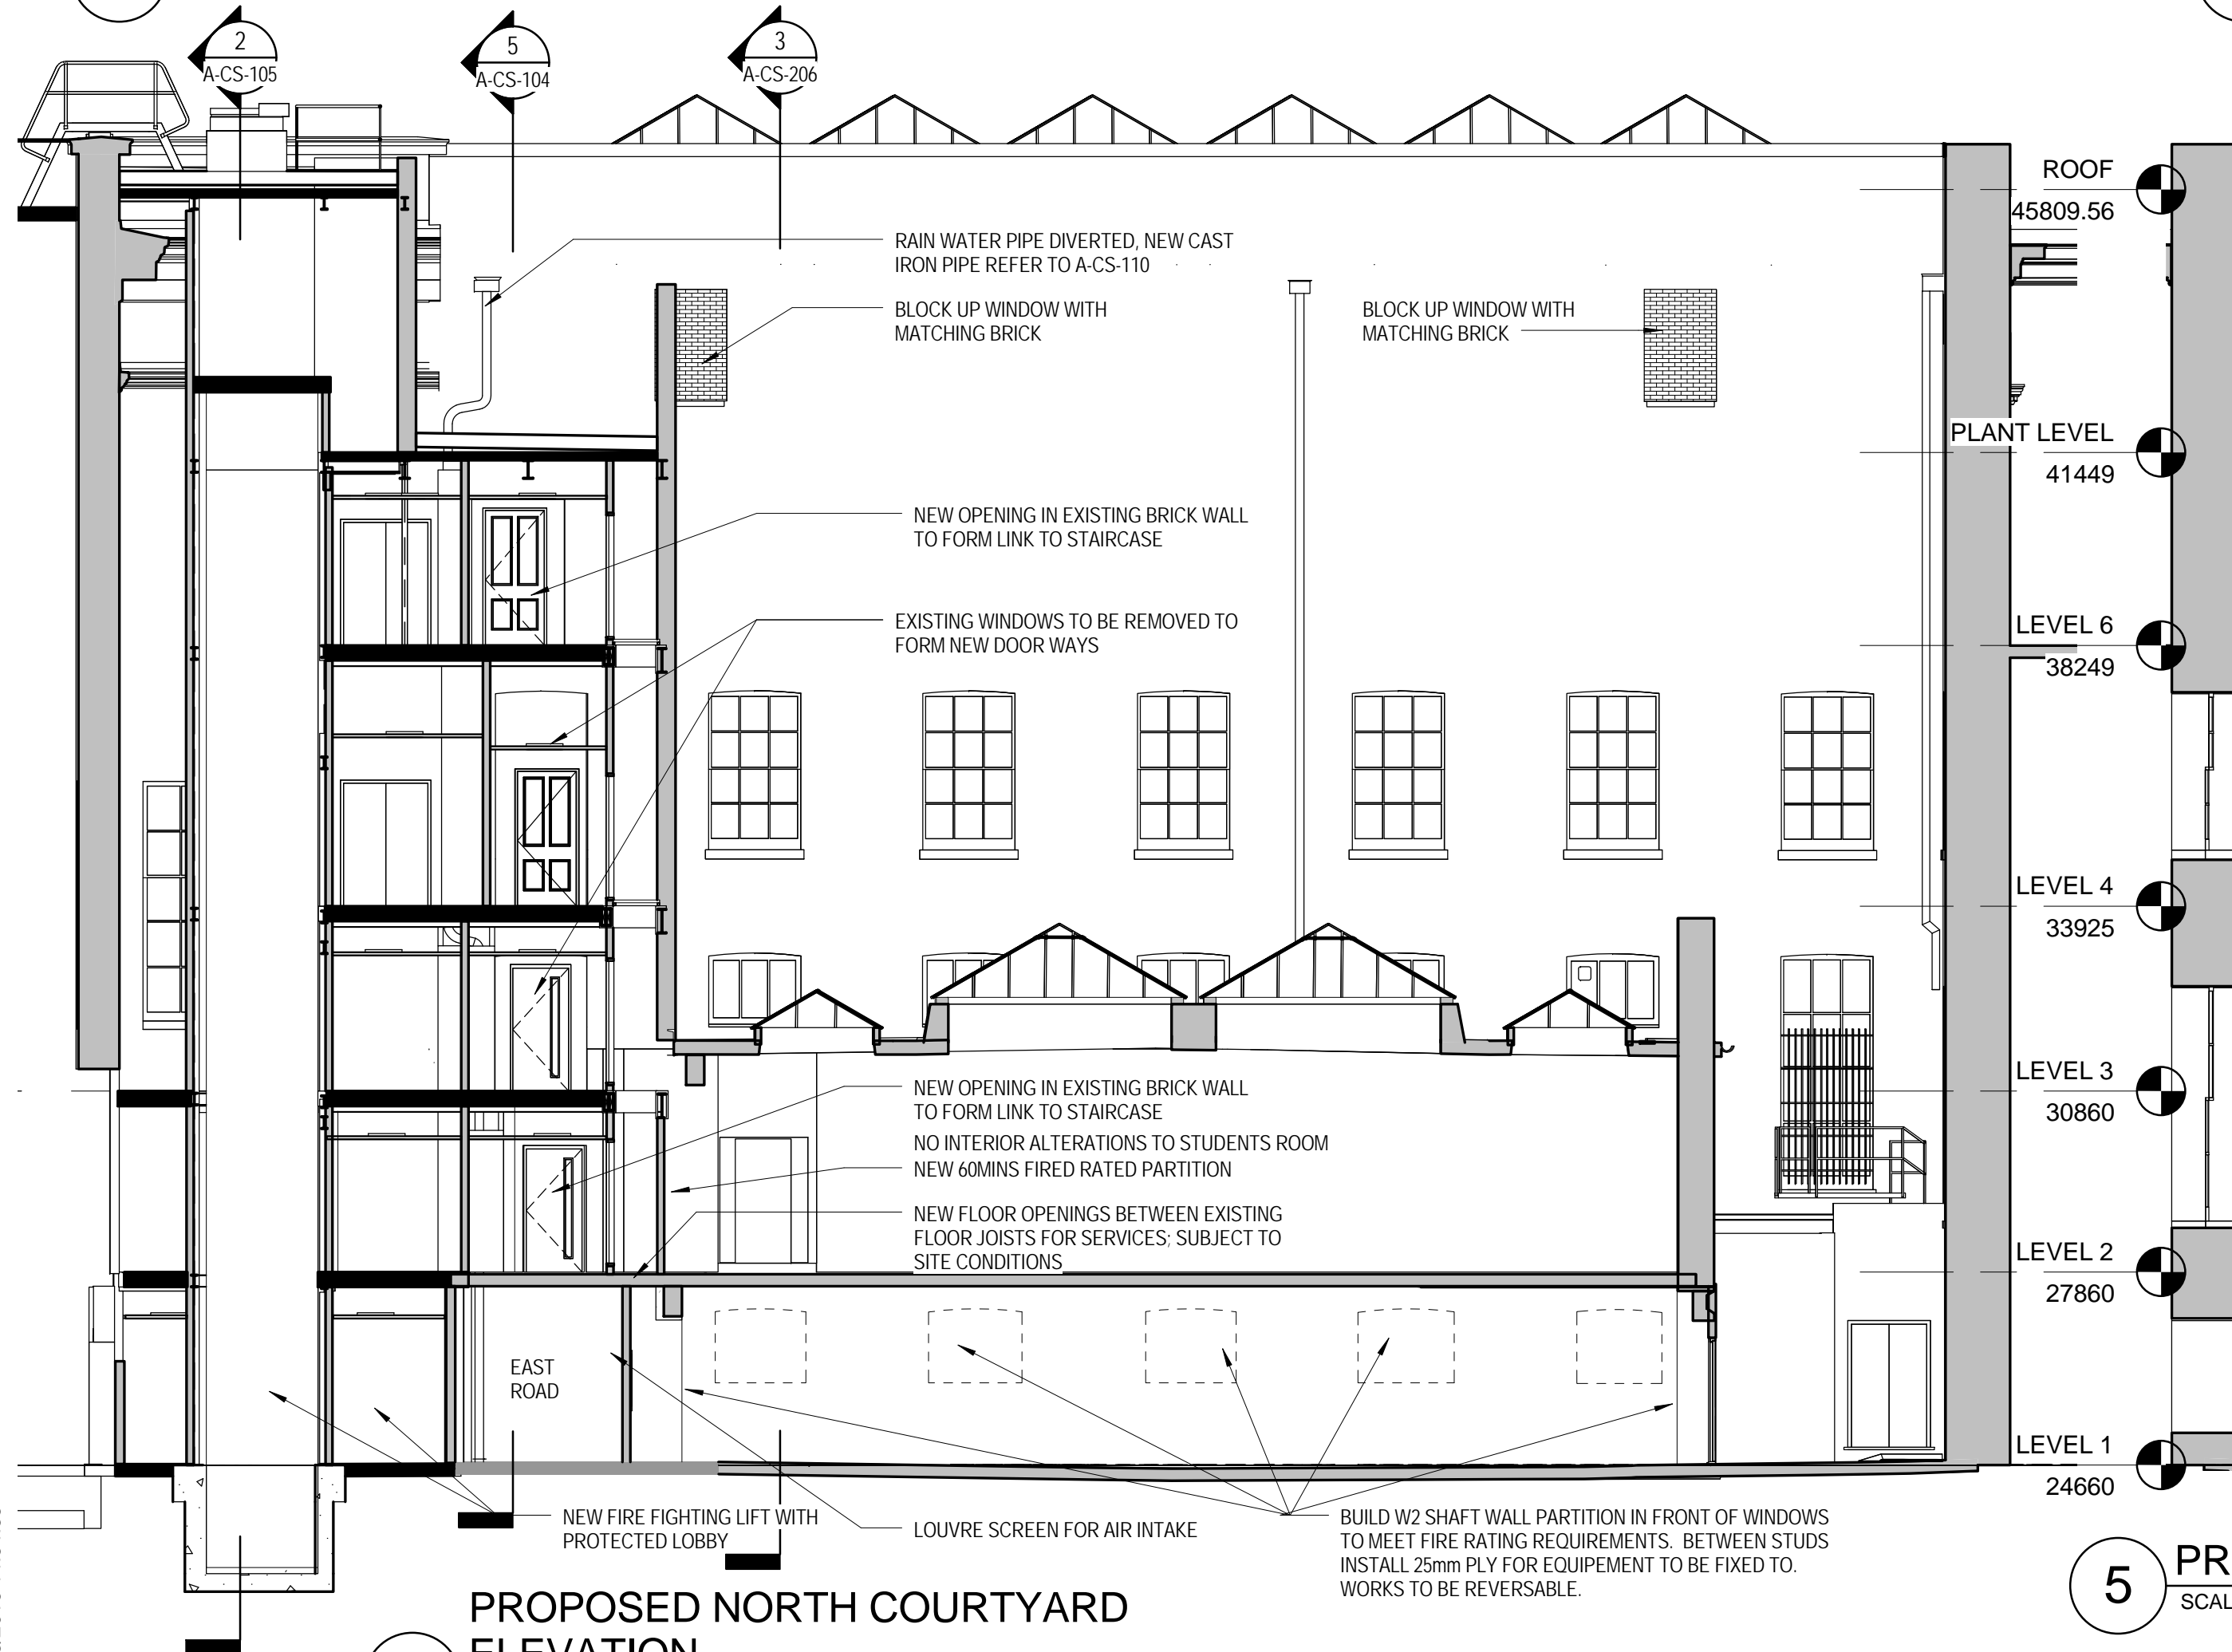 2
A-CS-105
5
A-CS-104
3
A-CS-206
ROOF
45809.56
RAIN WATER PIPE DIVERTED, NEW CAST
IRON PIPE REFER TO A-CS-110
BLOCK UP WINDOW WITH
MATCHING BRICK
BLOCK UP WINDOW WITH
MATCHING BRICK
PLANT LEVEL
41449
NEW OPENING IN EXISTING BRICK WALL
TO FORM LINK TO STAIRCASE
EXISTING WINDOWS TO BE REMOVED TO
FORM NEW DOOR WAYS
LEVEL 6
38249
LEVEL 4
33925
LEVEL 3
30860
NEW OPENING IN EXISTING BRICK WALL
TO FORM LINK TO STAIRCASE
NO INTERIOR ALTERATIONS TO STUDENTS ROOM
NEW 60MINS FIRED RATED PARTITION
NEW FLOOR OPENINGS BETWEEN EXISTING
FLOOR JOISTS FOR SERVICES; SUBJECT TO
SITE CONDITIONS
LEVEL 2
27860
EAST
ROAD
LEVEL 1
24660
NEW FIRE FIGHTING LIFT WITH
PROTECTED LOBBY
LOUVRE SCREEN FOR AIR INTAKE
BUILD W2 SHAFT WALL PARTITION IN FRONT OF WINDOWS
TO MEET FIRE RATING REQUIREMENTS. BETWEEN STUDS
INSTALL 25mm PLY FOR EQUIPEMENT TO BE FIXED TO.
WORKS TO BE REVERSABLE.
PROPOSED NORTH COURTYARD
ELEVATION
5
PR
SCAL